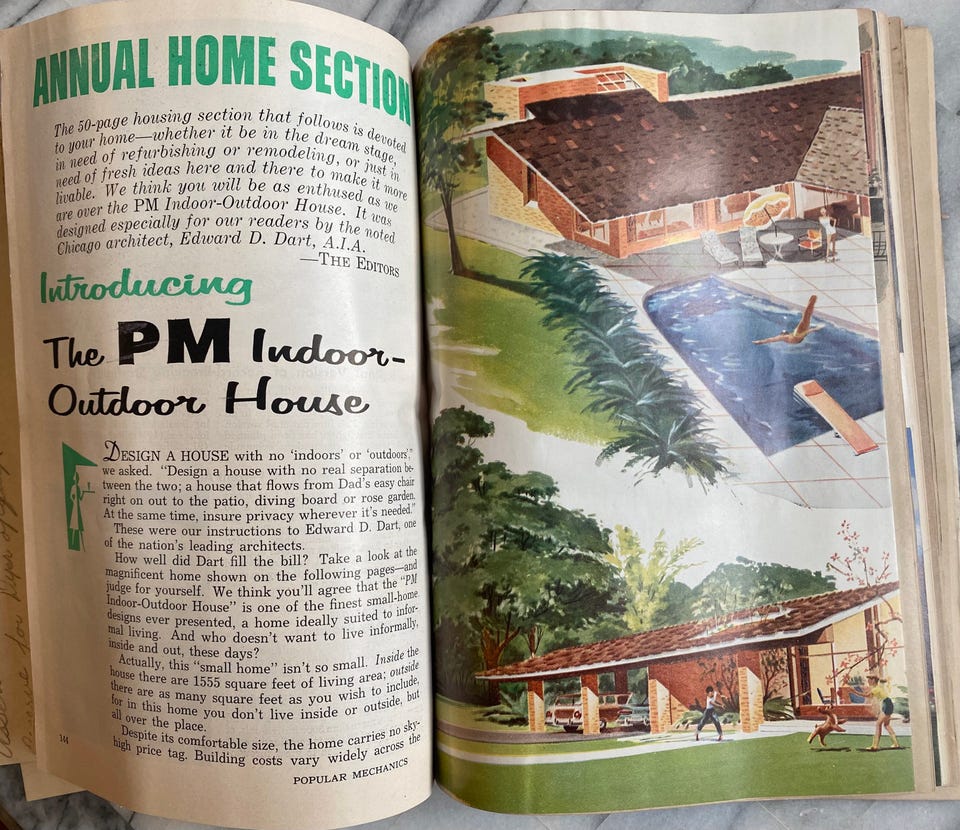 ANNUAL HOME SECTION
The 50-page housing section that follows is devoted
to your home—whether it be in the dream stage,
in need of refurbishing or remodeling, or just in
need of fresh ideas here and there to make it more
livable. We think you will be as enthused as we
are over the PM Indoor-Outdoor House. It was
designed especially for our readers by the noted
Chicago architect, Edward D. Dart, A.I.A.
—THE EDITORS
Introducing
The PM Indoor-
Outdoor House
DESIGN A HOUSE with no 'indoors' or 'outdoors',"
we asked. "Design a house with no real separation be-
tween the two; a house that flows from Dad's easy chair
right on out to the patio, diving board or rose garden.
At the same time, insure privacy wherever it's needed."
These were our instructions to Edward D. Dart, one
of the nation's leading architects.
How well did Dart fill the bill? Take a look at the
magnificent home shown on the following pages—and
judge for yourself. We think you'll agree that the "PM
Indoor-Outdoor House" is one of the finest small-home
designs ever presented, a home ideally suited to infor-
mal living. And who doesn't want to live informally,
inside and out, these days?
Actually, this "small home" isn't so small. Inside the
house there are 1555 square feet of living area; outside
there are as many square feet as you wish to include,
for in this home you don't live inside or outside, but
all over the place.
Despite its comfortable size, the home carries no sky-
high price tag. Building costs vary widely across the
144
POPULAR MECHANICS